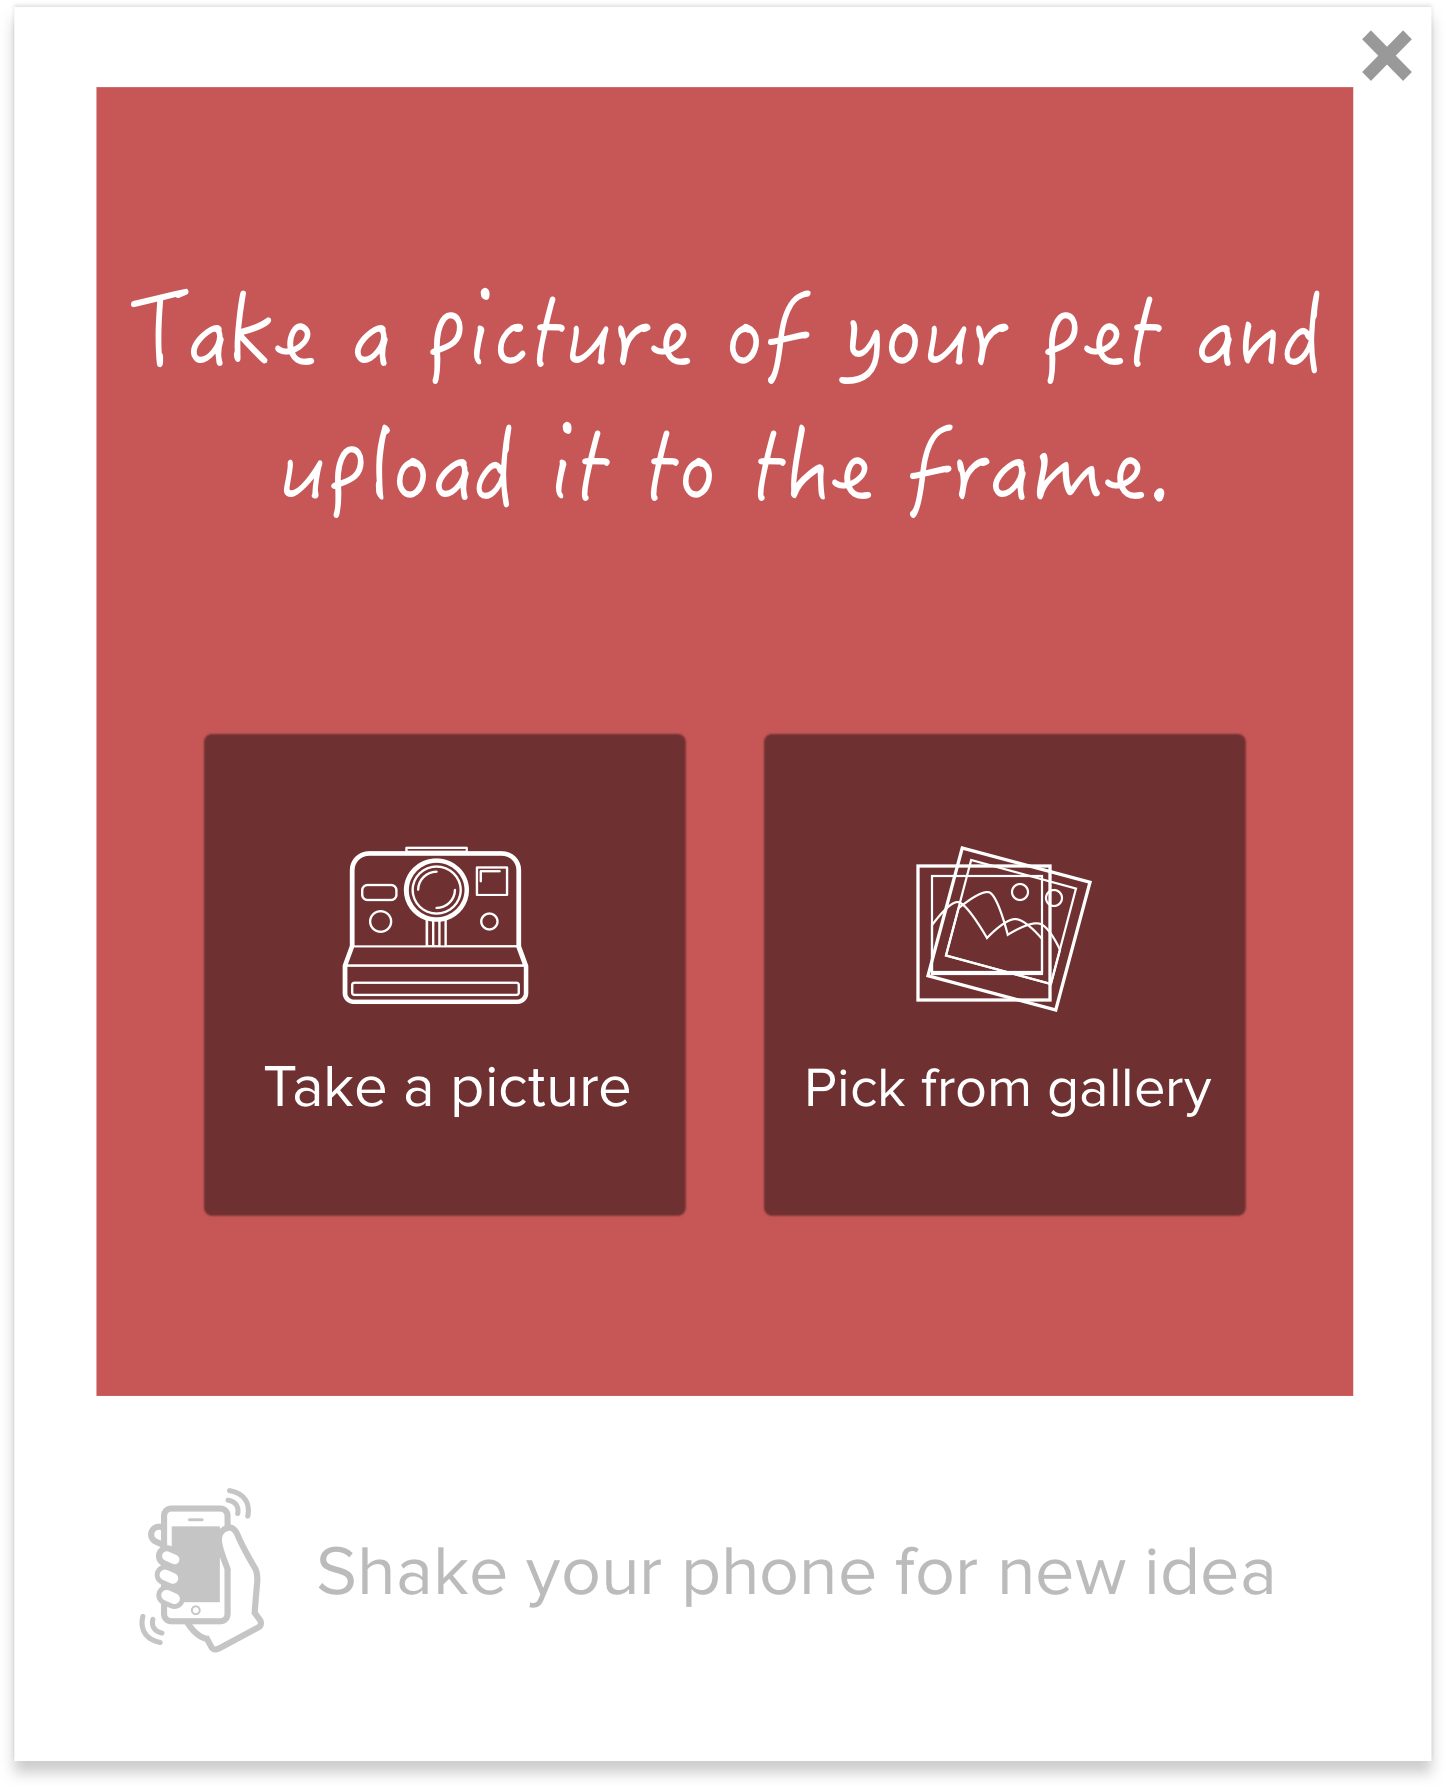 Take a picture of your pet and
upload it to the frame.
Take a picture
Pick from gallery
Shake your phone for new idea